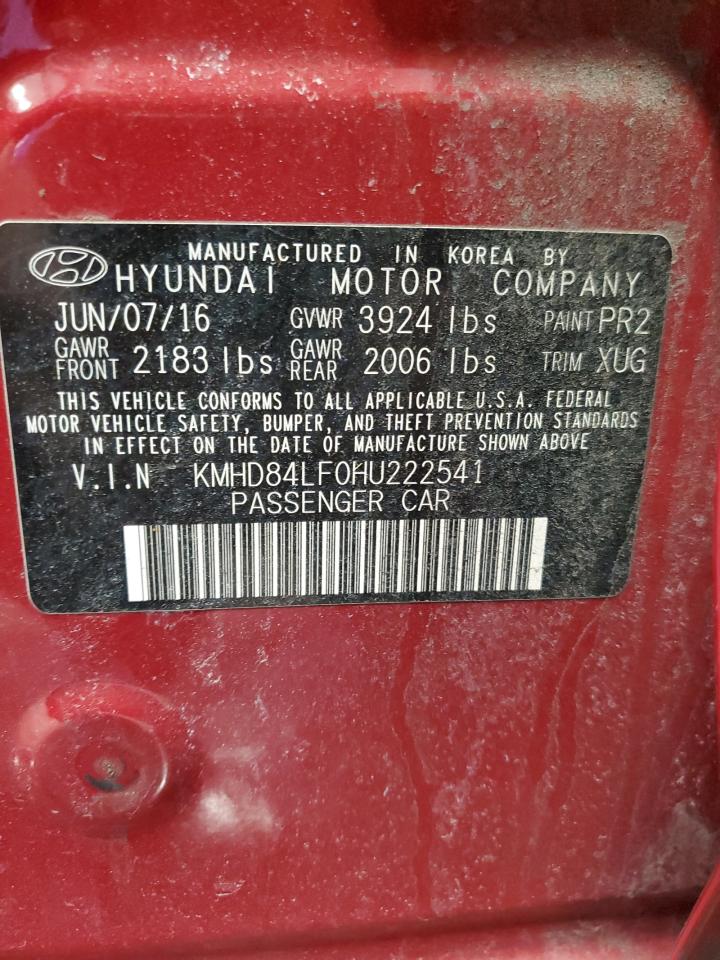 MANUFACTURED IN KOREA BY
HYUNDAI MOTOR COMPANY
JUN/07/16 GVWR 3924 lbs PAINT PR2
GAWR FRONT 2183 lbs GAWR REAR 2006 lbs TRIM XUG
THIS VEHICLE CONFORMS TO ALL APPLICABLE U.S.A. FEDERAL
MOTOR VEHICLE SAFETY, BUMPER, AND THEFT PREVENTION STANDARDS
IN EFFECT ON THE DATE OF MANUFACTURE SHOWN ABOVE
V.I.N KMHD84LF0HU222541
PASSENGER CAR